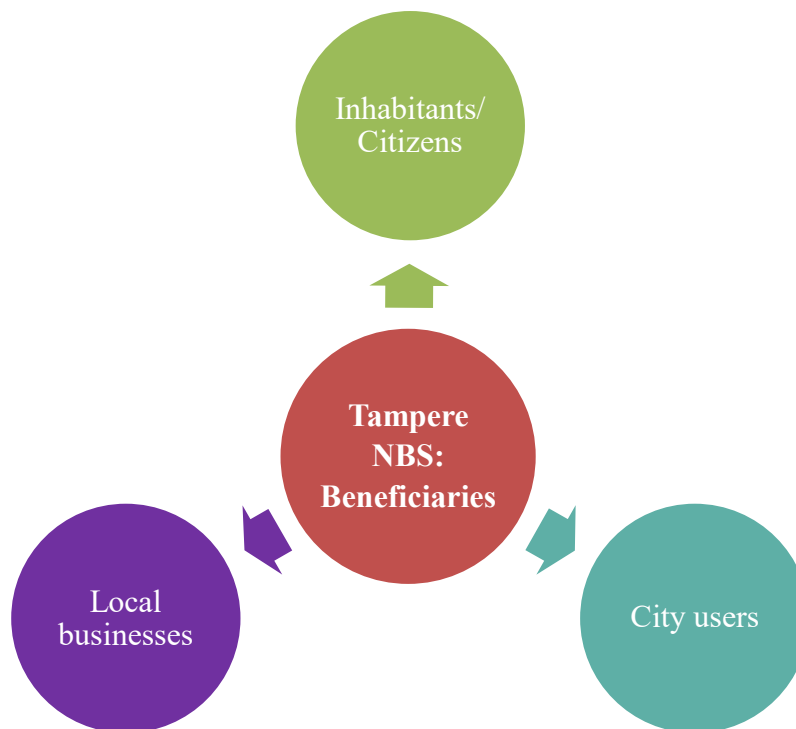 Inhabitants/
Citizens
Tampere
NBS:
Beneficiaries
Local
businesses
City users